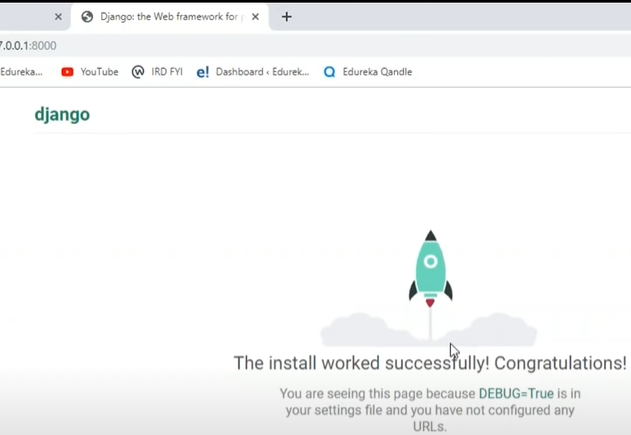 Django: the Web framework for
7.0.0.1:8000
Edureka... YouTube IRD FYI e! Dashboard ‹ Edurek... Edureka Qandle
django
The install worked successfully! Congratulations!
You are seeing this page because DEBUG=True is in
your settings file and you have not configured any
URLs.